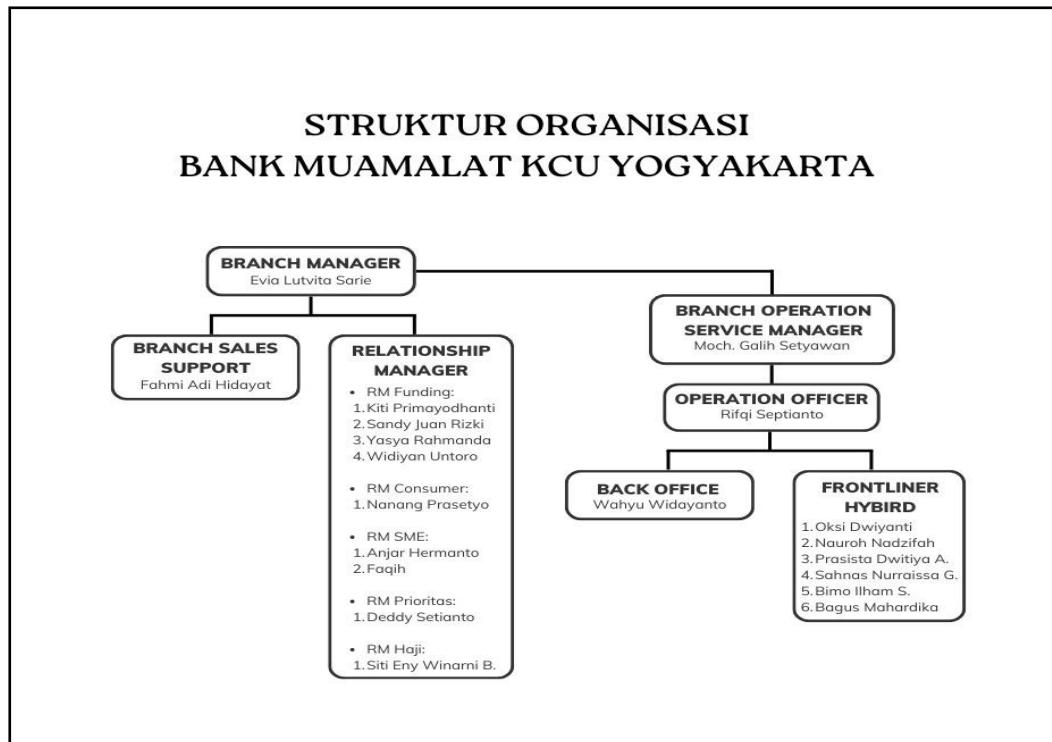 STRUKTUR ORGANISASI
BANK MUAMALAT KCU YOGYAKARTA
BRANCH MANAGER
Evia Lutvita Sarie
BRANCH SALES
SUPPORT
Fahmi Adi Hidayat
RELATIONSHIP
MANAGER
• RM Funding:
1. Kiti Primayodhanti
2. Sandy Juan Rizki
3. Yasya Rahmanda
4. Widiyan Untoro
• RM Consumer:
1. Nanang Prasetyo
• RM SME:
1. Anjar Hermanto
2. Faqih
• RM Prioritas:
1. Deddy Setianto
• RM Haji:
1. Siti Eny Winarni B.
BRANCH OPERATION
SERVICE MANAGER
Moch. Galih Setyawan
OPERATION OFFICER
Rifqi Septianto
BACK OFFICE
Wahyu Widayanto
FRONTLINER
HYBIRD
1. Oksi Dwiyanti
2. Nauroh Nadzifah
3. Prasista Dwitiya A.
4. Sahnas Nurraissa G.
5. Bimo Ilham S.
6. Bagus Mahardika